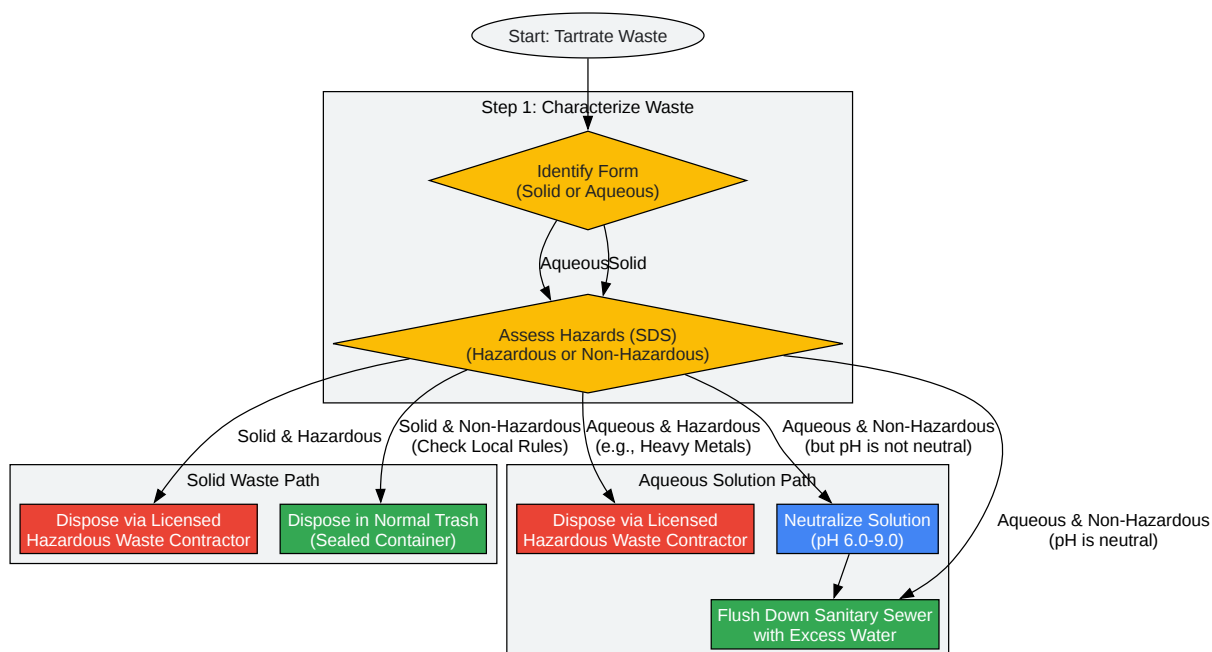 Start: Tartrate Waste
Step 1: Characterize Waste
Identify Form
(Solid or Aqueous)
Aqueous
Solid
Assess Hazards (SDS)
(Hazardous or Non-Hazardous)
Solid & Hazardous
Solid & Non-Hazardous
(Check Local Rules)
Aqueous & Hazardous
(e.g., Heavy Metals)
Aqueous & Non-Hazardous
(but pH is not neutral)
Aqueous & Non-Hazardous
(pH is neutral)
Solid Waste Path
Dispose via Licensed
Hazardous Waste Contractor
Dispose in Normal Trash
(Sealed Container)
Aqueous Solution Path
Dispose via Licensed
Hazardous Waste Contractor
Neutralize Solution
(pH 6.0-9.0)
Flush Down Sanitary Sewer
with Excess Water